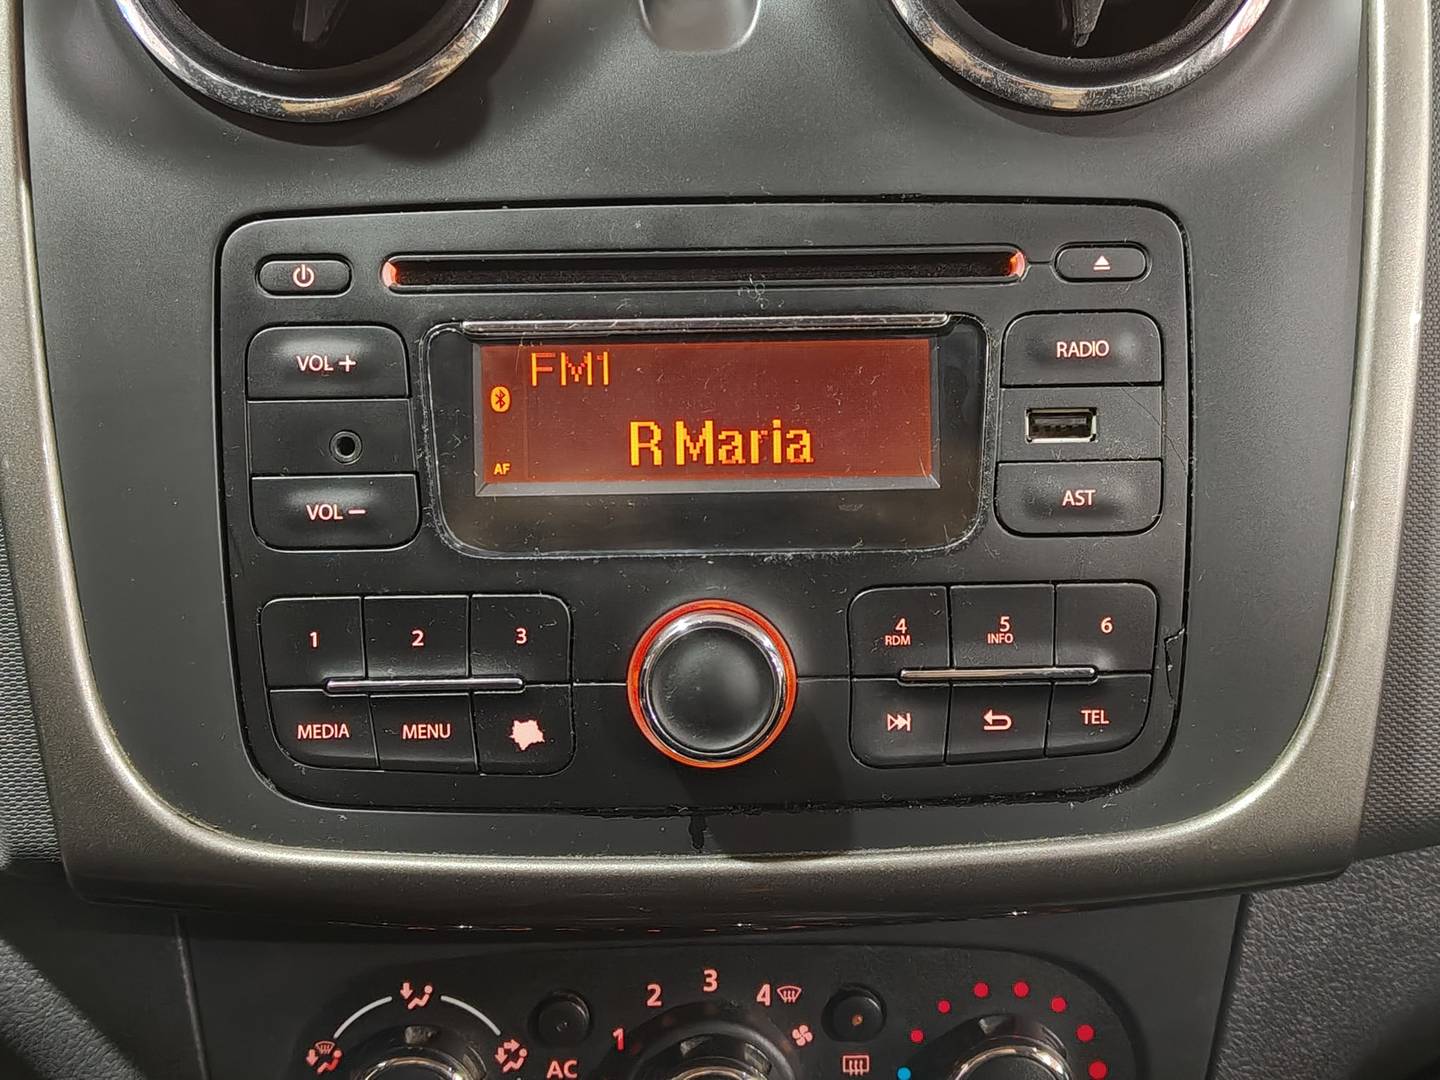 VOL +
RADIO
FM1
R Maria
AF
VOL −
AST
1
2
3
4
RDM
5
INFO
6
MEDIA
MENU
TEL
1
2
3
4
AC